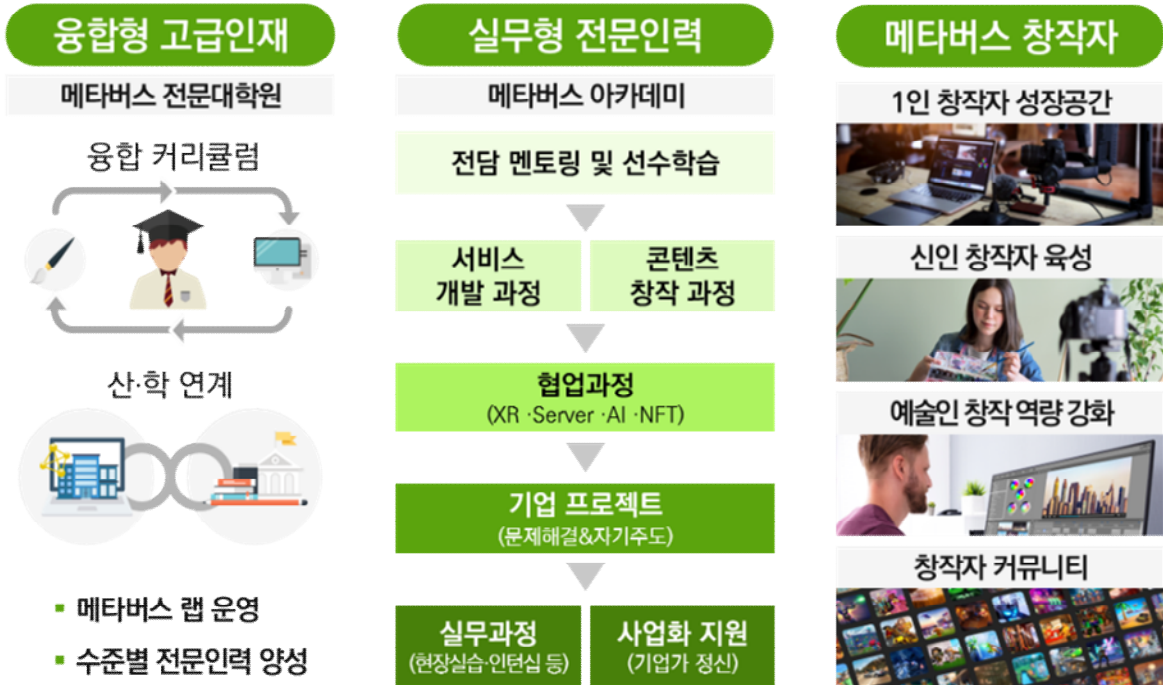 융합형 고급인재
메타버스 전문대학원
융합 커리큘럼
산·학 연계
▪ 메타버스 랩 운영
▪ 수준별 전문인력 양성
실무형 전문인력
메타버스 아카데미
전담 멘토링 및 선수학습
서비스
개발 과정
콘텐츠
창작 과정
협업과정
(XR ·Server ·AI ·NFT)
기업 프로젝트
(문제해결&자기주도)
실무과정
(현장실습·인턴십 등)
사업화 지원
(기업가 정신)
메타버스 창작자
1인 창작자 성장공간
신인 창작자 육성
예술인 창작 역량 강화
창작자 커뮤니티